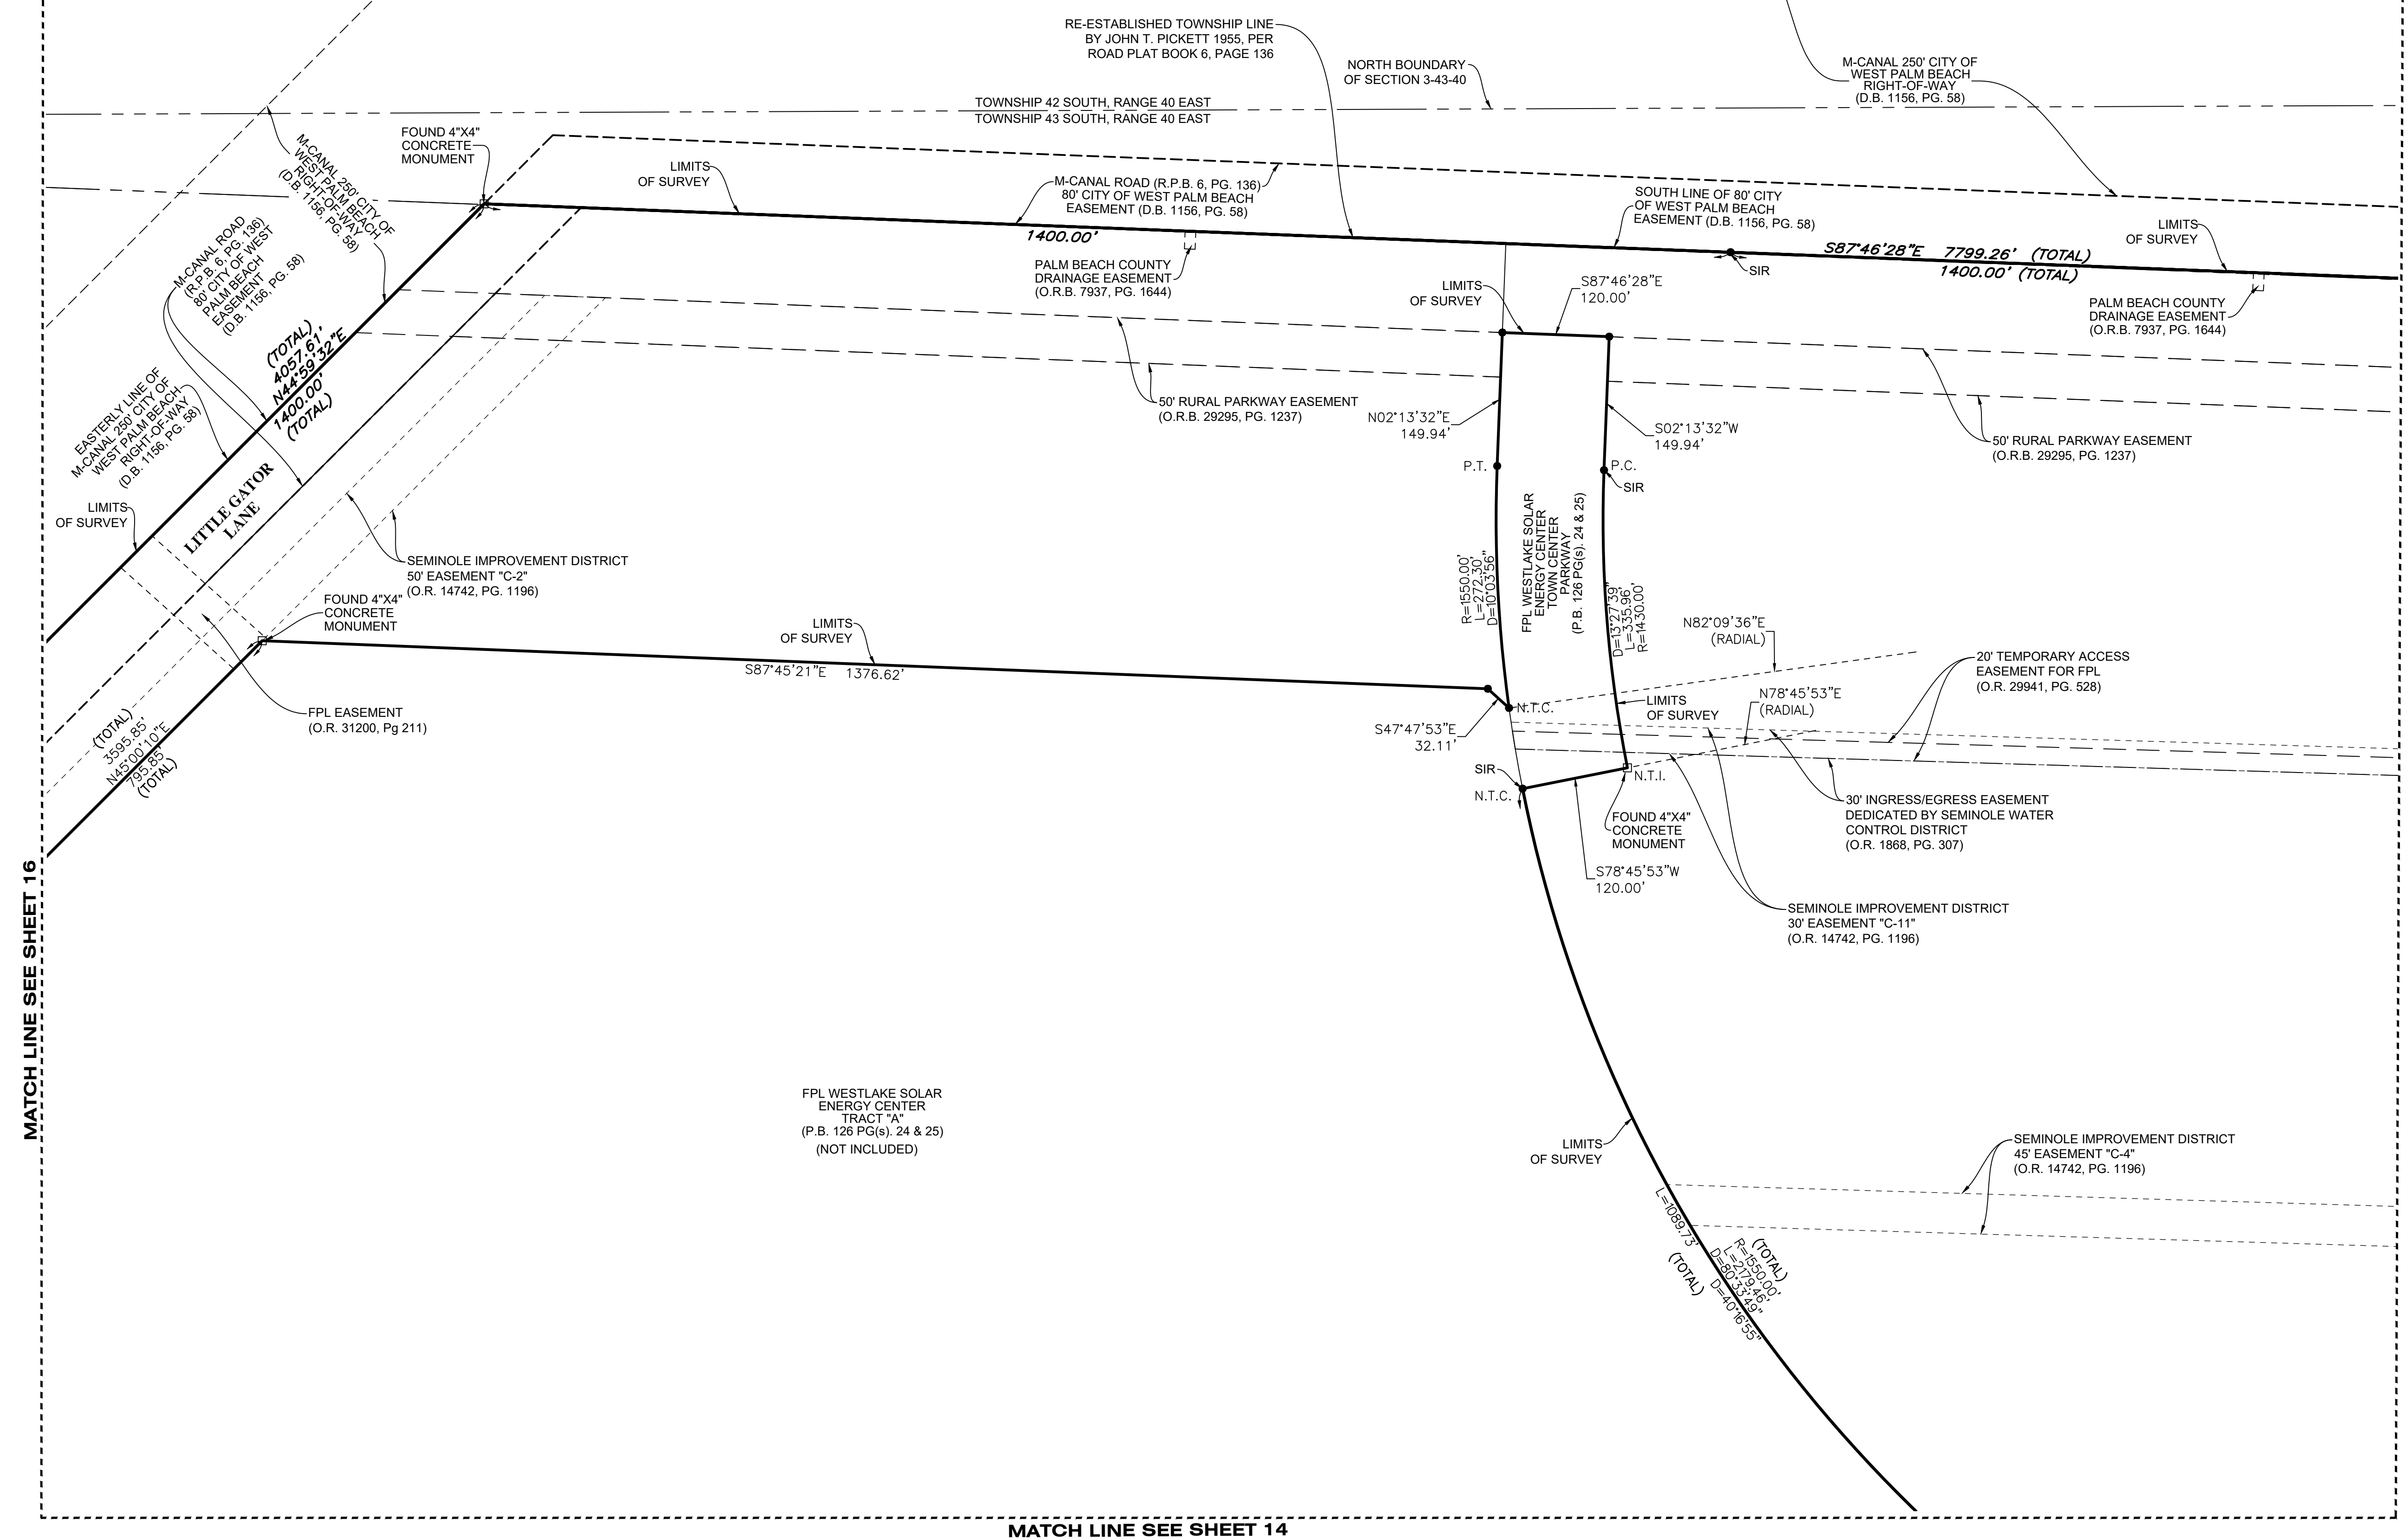 RE-ESTABLISHED TOWNSHIP LINE
BY JOHN T. PICKETT 1955, PER
ROAD PLAT BOOK 6, PAGE 136
NORTH BOUNDARY
OF SECTION 3-43-40
M-CANAL 250' CITY OF
WEST PALM BEACH
RIGHT-OF-WAY
(D.B. 1156, PG. 58)
TOWNSHIP 42 SOUTH, RANGE 40 EAST
TOWNSHIP 43 SOUTH, RANGE 40 EAST
FOUND 4"X4"
CONCRETE
MONUMENT
M-CANAL 250' CITY OF
WEST PALM BEACH
RIGHT-OF-WAY
(D.B. 1156, PG. 58)
LIMITS
OF SURVEY
M-CANAL ROAD (R.P.B. 6, PG. 136)
80' CITY OF WEST PALM BEACH
EASEMENT (D.B. 1156, PG. 58)
SOUTH LINE OF 80' CITY
OF WEST PALM BEACH
EASEMENT (D.B. 1156, PG. 58)
LIMITS
OF SURVEY
1400.00'
S87°46'28"E 7799.26' (TOTAL)
1400.00' (TOTAL)
SIR
M-CANAL ROAD
(R.P.B. 6, PG. 136)
80' CITY OF WEST
PALM BEACH
EASEMENT
(D.B. 1156, PG. 58)
PALM BEACH COUNTY
DRAINAGE EASEMENT
(O.R.B. 7937, PG. 1644)
LIMITS
OF SURVEY
S87°46'28"E
120.00'
PALM BEACH COUNTY
DRAINAGE EASEMENT
(O.R.B. 7937, PG. 1644)
(TOTAL)
4057.61'
N44°59'32"E
1400.00'
(TOTAL)
EASTERLY LINE OF
M-CANAL 250' CITY OF
WEST PALM BEACH
RIGHT-OF-WAY
(D.B. 1156, PG. 58)
50' RURAL PARKWAY EASEMENT
(O.R.B. 29295, PG. 1237)
N02°13'32"E
149.94'
S02°13'32"W
149.94'
50' RURAL PARKWAY EASEMENT
(O.R.B. 29295, PG. 1237)
P.T.
P.C.
SIR
LIMITS
OF SURVEY
LITTLE GATOR
LANE
SEMINOLE IMPROVEMENT DISTRICT
50' EASEMENT "C-2"
(O.R. 14742, PG. 1196)
FOUND 4"X4"
CONCRETE
MONUMENT
R=1550.00'
L=272.30'
D=10°03'56"
FPL WESTLAKE SOLAR
ENERGY CENTER
TOWN CENTER
PARKWAY
(P.B. 126 PG(s). 24 & 25)
D=13°27'39"
L=335.96'
R=1430.00'
LIMITS
OF SURVEY
S87°45'21"E 1376.62'
N82°09'36"E
(RADIAL)
20' TEMPORARY ACCESS
EASEMENT FOR FPL
(O.R. 29941, PG. 528)
N78°45'53"E
(RADIAL)
N.T.C.
LIMITS
OF SURVEY
FPL EASEMENT
(O.R. 31200, Pg 211)
S47°47'53"E
32.11'
(TOTAL)
3595.85'
N45°00'10"E
795.85'
(TOTAL)
SIR
N.T.C.
N.T.I.
FOUND 4"X4"
CONCRETE
MONUMENT
30' INGRESS/EGRESS EASEMENT
DEDICATED BY SEMINOLE WATER
CONTROL DISTRICT
(O.R. 1868, PG. 307)
S78°45'53"W
120.00'
SEMINOLE IMPROVEMENT DISTRICT
30' EASEMENT "C-11"
(O.R. 14742, PG. 1196)
MATCH LINE SEE SHEET 16
FPL WESTLAKE SOLAR
ENERGY CENTER
TRACT "A"
(P.B. 126 PG(s). 24 & 25)
(NOT INCLUDED)
LIMITS
OF SURVEY
SEMINOLE IMPROVEMENT DISTRICT
45' EASEMENT "C-4"
(O.R. 14742, PG. 1196)
L=1089.73'
(TOTAL)
(TOTAL)
R=1550.00'
L=2179.46'
D=80°33'49"
D=40°16'55"
MATCH LINE SEE SHEET 14